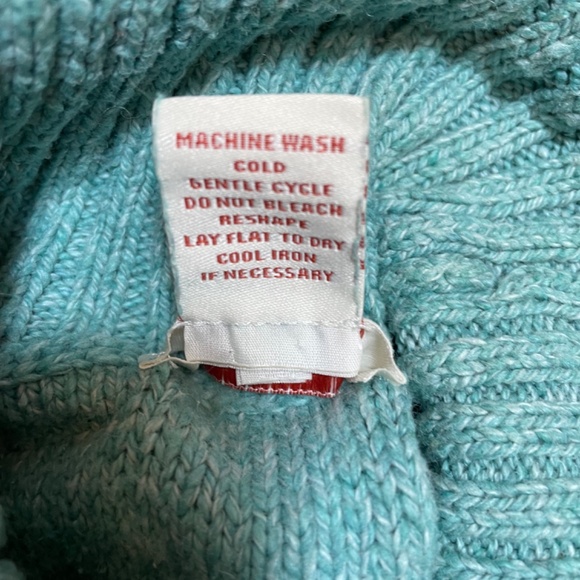 MACHINE WASH
COLD
GENTLE CYCLE
DO NOT BLEACH
RESHAPE
LAY FLAT TO DRY
COOL IRON
IF NECESSARY